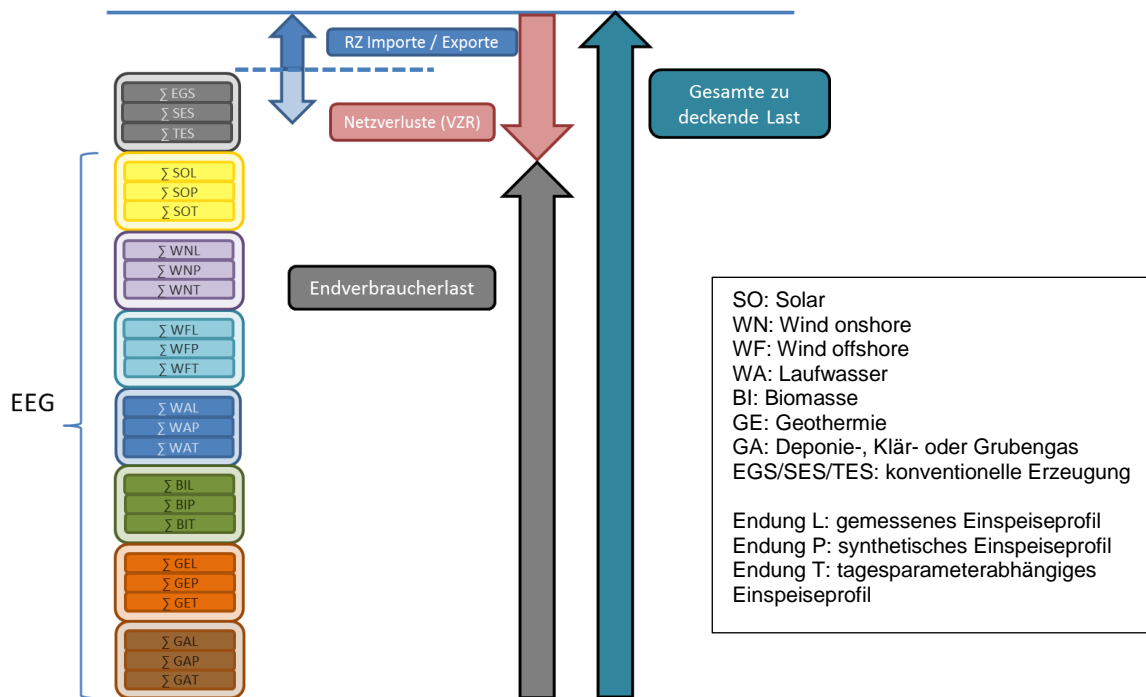 RZ Importe / Exporte
Netzverluste (VZR)
Gesamte zu
deckende Last
Endverbraucherlast
EEG
∑ EGS
∑ SES
∑ TES
∑ SOL
∑ SOP
∑ SOT
∑ WNL
∑ WNP
∑ WNT
∑ WFL
∑ WFP
∑ WFT
∑ WAL
∑ WAP
∑ WAT
∑ BIL
∑ BIP
∑ BIT
∑ GEL
∑ GEP
∑ GET
∑ GAL
∑ GAP
∑ GAT
SO: Solar
WN: Wind onshore
WF: Wind offshore
WA: Laufwasser
BI: Biomasse
GE: Geothermie
GA: Deponie-, Klär- oder Grubengas
EGS/SES/TES: konventionelle Erzeugung
Endung L: gemessenes Einspeiseprofil
Endung P: synthetisches Einspeiseprofil
Endung T: tagesparameterabhängiges
Einspeiseprofil